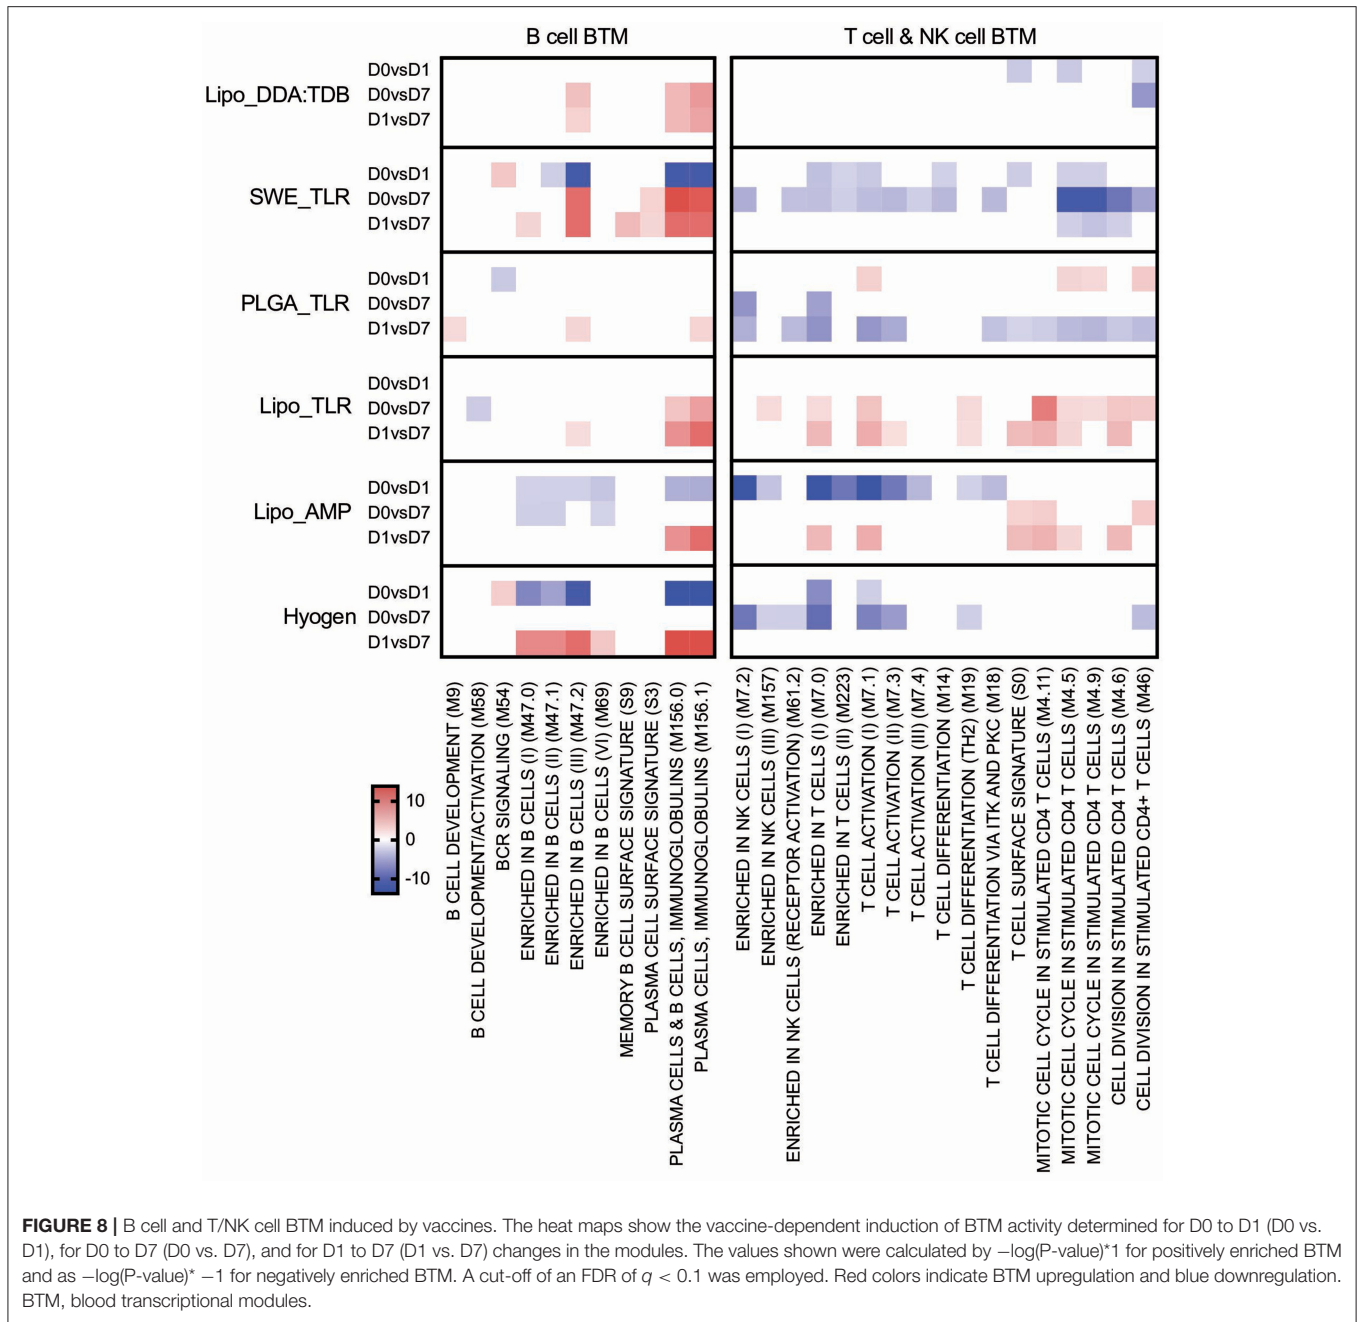 B cell BTM
T cell & NK cell BTM
Lipo_DDA:TDB
D0vsD1
D0vsD7
D1vsD7
SWE_TLR
D0vsD1
D0vsD7
D1vsD7
PLGA_TLR
D0vsD1
D0vsD7
D1vsD7
Lipo_TLR
D0vsD1
D0vsD7
D1vsD7
Lipo_AMP
D0vsD1
D0vsD7
D1vsD7
Hyogen
D0vsD1
D0vsD7
D1vsD7
B CELL DEVELOPMENT (M9)
B CELL DEVELOPMENT/ACTIVATION (M58)
BCR SIGNALING (M54)
ENRICHED IN B CELLS (I) (M47.0)
ENRICHED IN B CELLS (II) (M47.1)
ENRICHED IN B CELLS (III) (M47.2)
ENRICHED IN B CELLS (VI) (M69)
MEMORY B CELL SURFACE SIGNATURE (S9)
PLASMA CELL SURFACE SIGNATURE (S3)
PLASMA CELLS & B CELLS, IMMUNOGLOBULINS (M156.0)
PLASMA CELLS, IMMUNOGLOBULINS (M156.1)
ENRICHED IN NK CELLS (I) (M7.2)
ENRICHED IN NK CELLS (III) (M157)
ENRICHED IN NK CELLS (RECEPTOR ACTIVATION) (M61.2)
ENRICHED IN T CELLS (I) (M7.0)
ENRICHED IN T CELLS (II) (M223)
T CELL ACTIVATION (I) (M7.1)
T CELL ACTIVATION (II) (M7.3)
T CELL ACTIVATION (III) (M7.4)
T CELL DIFFERENTIATION (M14)
T CELL DIFFERENTIATION (TH2) (M19)
T CELL DIFFERENTIATION VIA ITK AND PKC (M18)
T CELL SURFACE SIGNATURE (S0)
MITOTIC CELL CYCLE IN STIMULATED CD4 T CELLS (M4.11)
MITOTIC CELL CYCLE IN STIMULATED CD4 T CELLS (M4.5)
MITOTIC CELL CYCLE IN STIMULATED CD4 T CELLS (M4.9)
CELL DIVISION IN STIMULATED CD4 T CELLS (M4.6)
CELL DIVISION IN STIMULATED CD4+ T CELLS (M46)
10
0
-10
FIGURE 8 | B cell and T/NK cell BTM induced by vaccines. The heat maps show the vaccine-dependent induction of BTM activity determined for D0 to D1 (D0 vs.
D1), for D0 to D7 (D0 vs. D7), and for D1 to D7 (D1 vs. D7) changes in the modules. The values shown were calculated by −log(P-value)*1 for positively enriched BTM
and as −log(P-value)* −1 for negatively enriched BTM. A cut-off of an FDR of q < 0.1 was employed. Red colors indicate BTM upregulation and blue downregulation.
BTM, blood transcriptional modules.